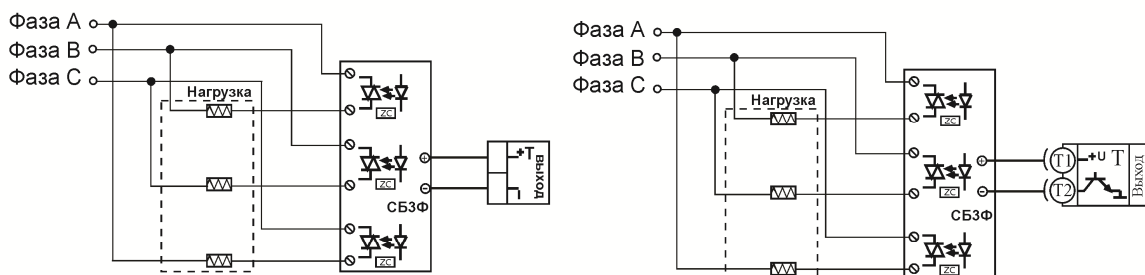 Фаза А
Фаза В
Фаза С
Нагрузка
ZC
ZC
ZC
СБ3Ф
+
−
+T
выход
Фаза А
Фаза В
Фаза С
Нагрузка
ZC
ZC
ZC
СБ3Ф
+
−
T1
T2
+U
T
Выход